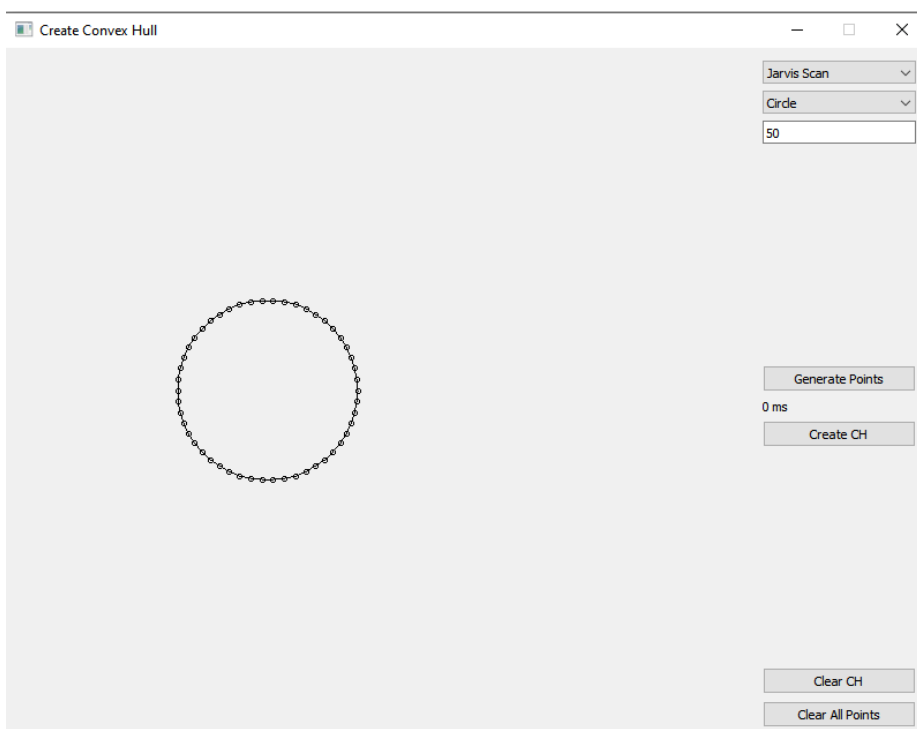 Create Convex Hull
Jarvis Scan
Circle
50
Generate Points
0 ms
Create CH
Clear CH
Clear All Points